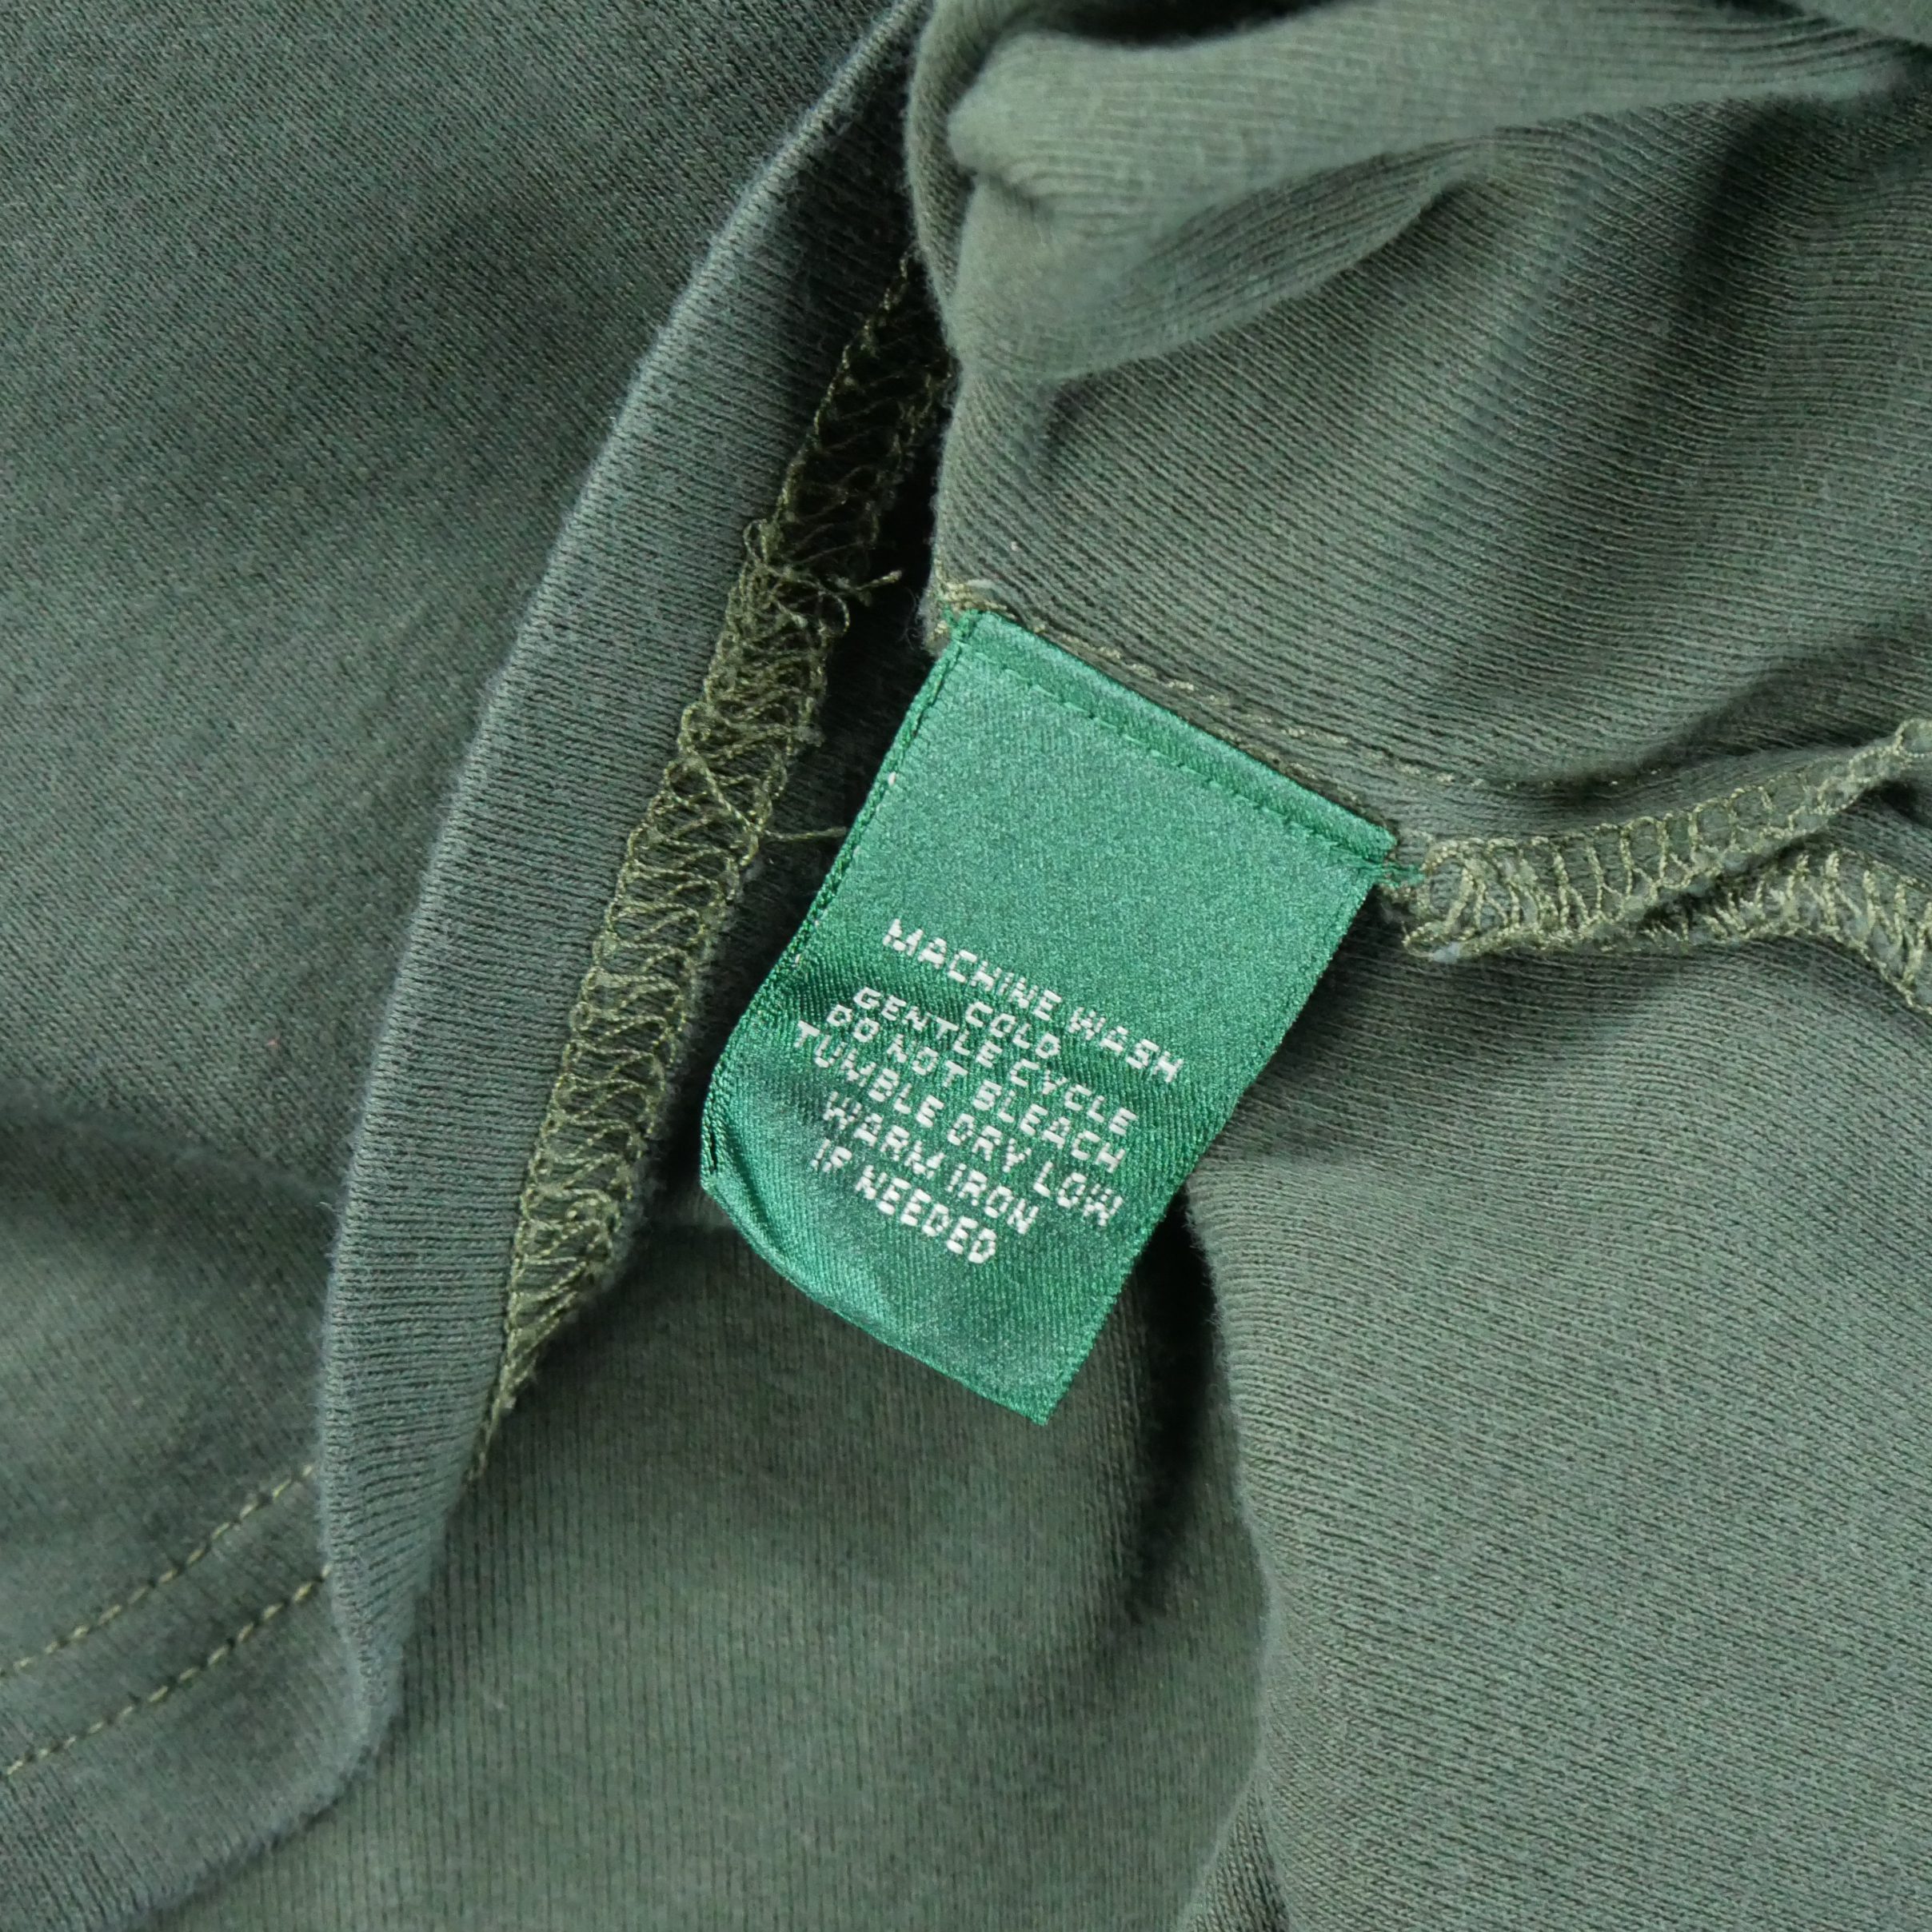 MACHINE WASH
COLD
GENTLE CYCLE
DO NOT BLEACH
TUMBLE DRY LOW
WARM IRON
IF NEEDED